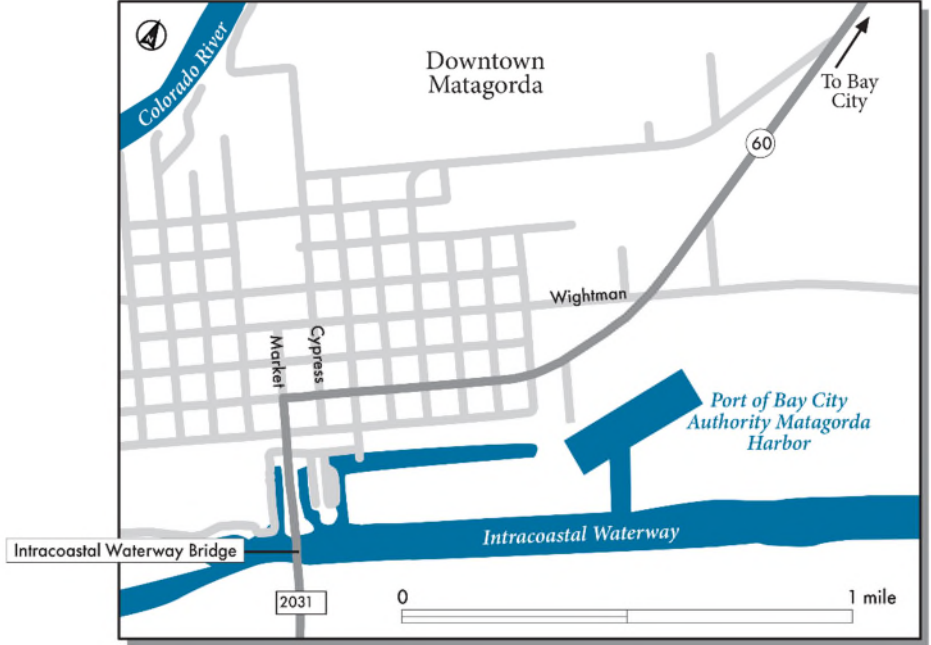 N
Colorado River
Downtown
Matagorda
To Bay
City
60
Wightman
Market
Cypress
Port of Bay City
Authority Matagorda
Harbor
Intracoastal Waterway
Intracoastal Waterway Bridge
2031
0
1 mile